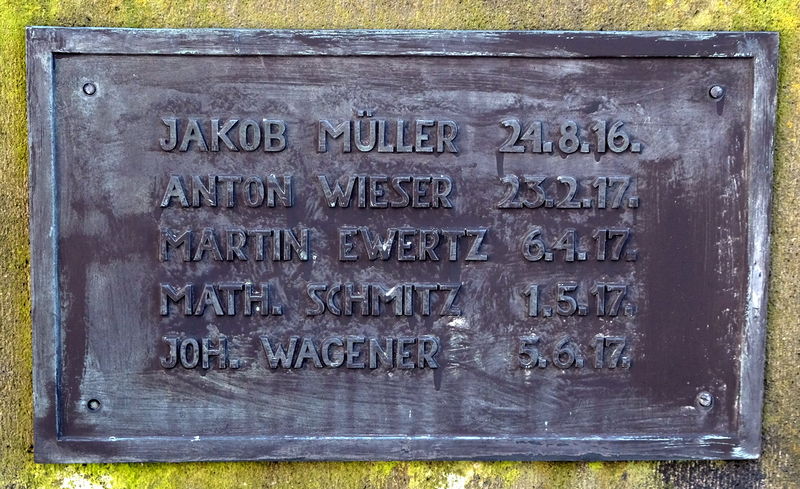 JAKOB MÜLLER 24.8.16.
ANTON WIESER 23.2.17.
MARTIN EWERTZ 6.4.17.
MATH. SCHMITZ 1.5.17.
JOH. WAGENER 5.6.17.